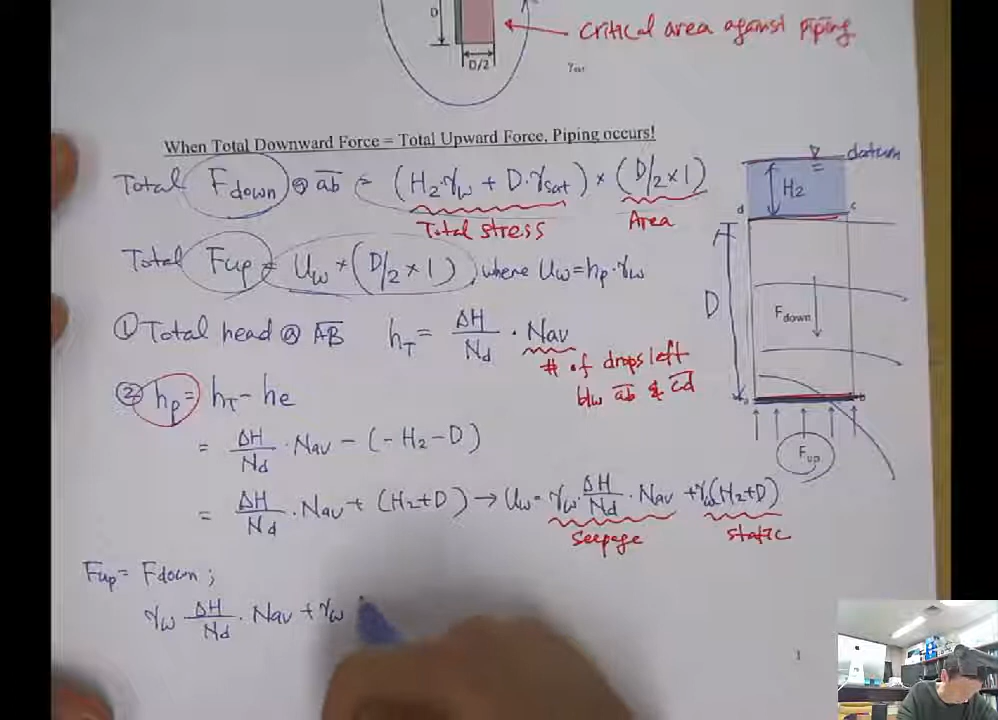 D
D/2
critical area against piping
γsat
When Total Downward Force = Total Upward Force, Piping occurs!
Total Fdown @ ab = (H2·γw + D·γsat) × (D/2 × 1)
Total stress
Area
Total Fup = Uw × (D/2 × 1), where Uw = hp·γw
① Total head @ AB hT = ΔH/Nd · Nav
# of drops left
b/w ab & cd
② hp = hT - he
= ΔH/Nd · Nav - (-H2 - D)
= ΔH/Nd · Nav + (H2+D) → Uw = γw · ΔH/Nd · Nav + γw(H2+D)
Seepage
static
Fup = Fdown ;
γw ΔH/Nd · Nav + γw
datum
H2
d
c
D
Fdown
a
b
Fup
1